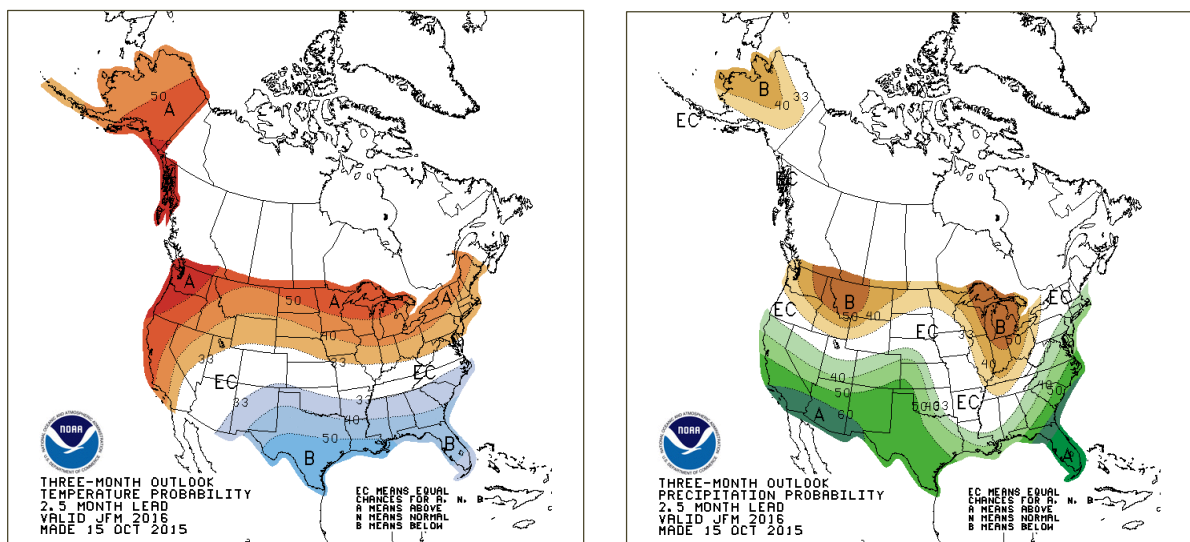 50
A
A
50
A
A
40
33
33
EC
EC
33
33
40
50
B
B
NOAA
THREE-MONTH OUTLOOK
TEMPERATURE PROBABILITY
2.5 MONTH LEAD
VALID JFM 2016
MADE 15 OCT 2015
EC MEANS EQUAL
CHANCES FOR A, N, B
A MEANS ABOVE
N MEANS NORMAL
B MEANS BELOW
B
33
40
EC
EC
EC
B
50
40
EC
EC
33
B
50
40
40
50
50
40
33
EC
50
A
60
A
NOAA
THREE-MONTH OUTLOOK
PRECIPITATION PROBABILITY
2.5 MONTH LEAD
VALID JFM 2016
MADE 15 OCT 2015
EC MEANS EQUAL
CHANCES FOR A, N, B
A MEANS ABOVE
N MEANS NORMAL
B MEANS BELOW